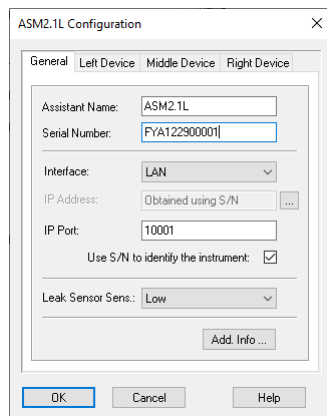 ASM2.1L Configuration
General Left Device Middle Device Right Device
Assistant Name: ASM2.1L
Serial Number: FYA122900001
Interface: LAN
IP Address: Obtained using S/N ...
IP Port: 10001
Use S/N to identify the instrument:
Leak Sensor Sens.: Low
Add. Info ...
OK Cancel Help